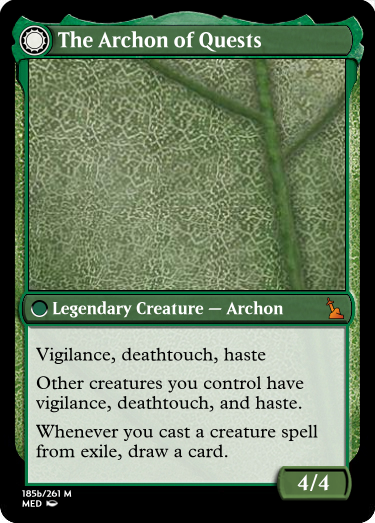 The Archon of Quests
Legendary Creature — Archon
Vigilance, deathtouch, haste
Other creatures you control have
vigilance, deathtouch, and haste.
Whenever you cast a creature spell
from exile, draw a card.
4/4
185b/261 M
MED